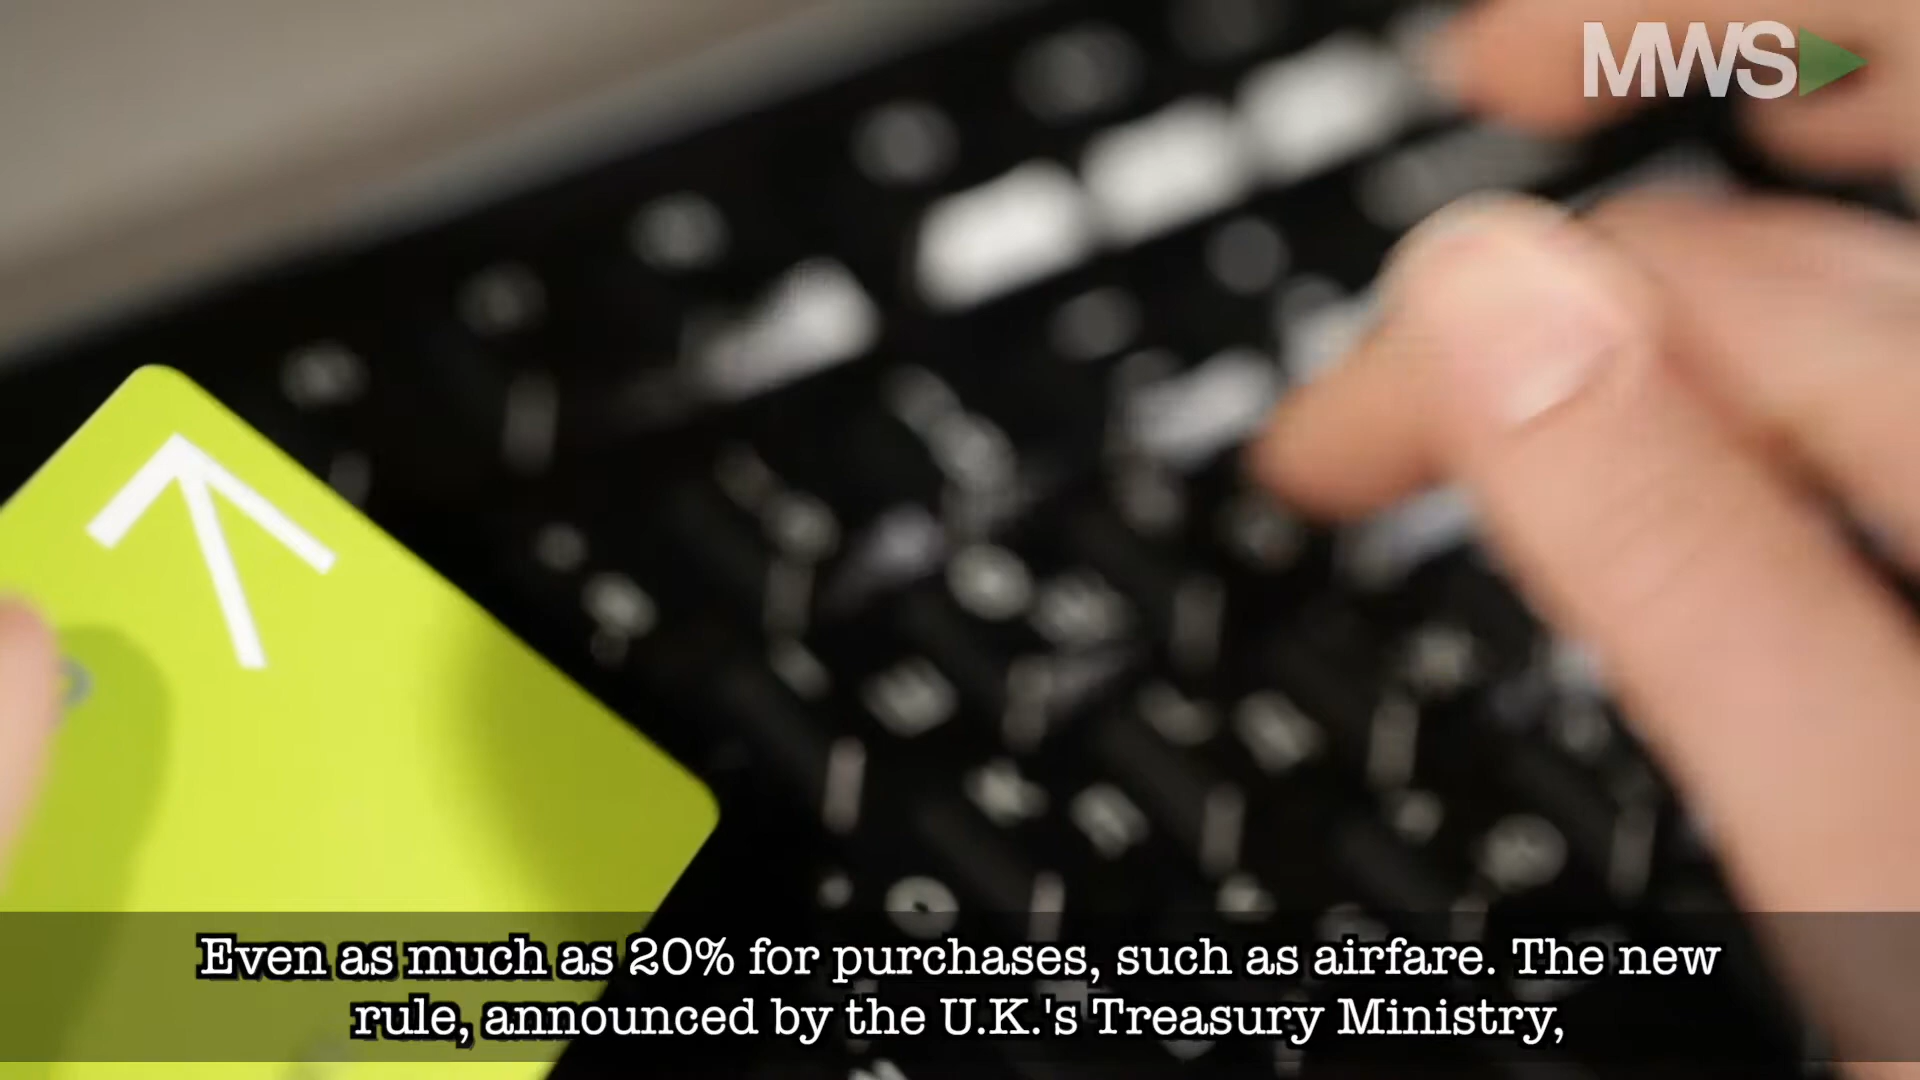 MWS
Even as much as 20% for purchases, such as airfare. The new
rule, announced by the U.K.'s Treasury Ministry,